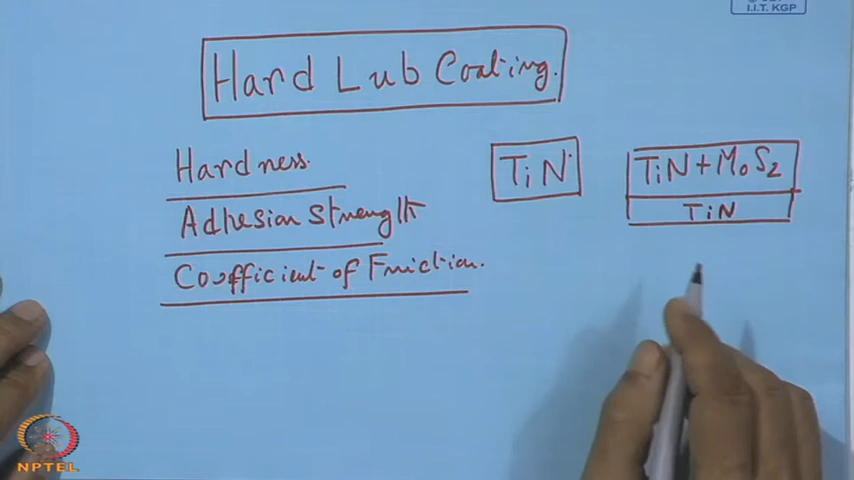 I.I.T. KGP
Hard Lub Coating.
Hardness.
Adhesion Strength
Coefficient of Friction.
TiN
TiN+MoS2
TiN
NPTEL